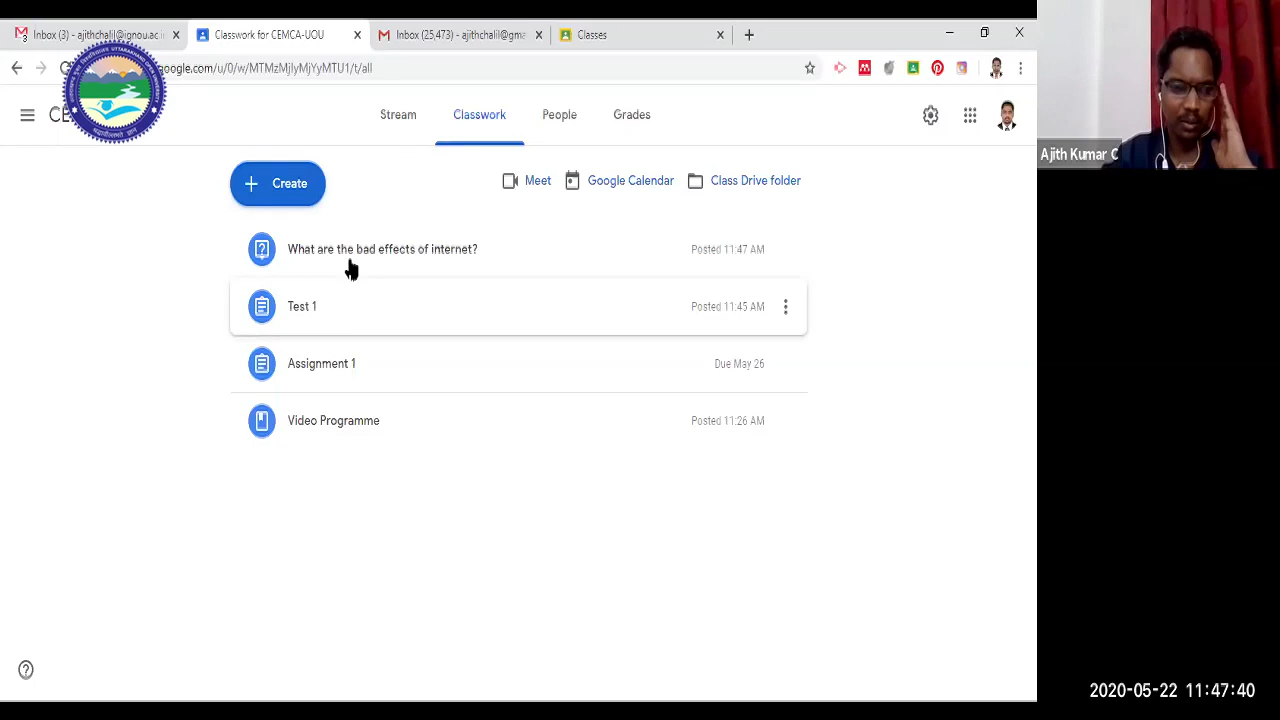 Inbox (3) - ajithchalil@ignou.ac.i
Classwork for CEMCA-UOU
Inbox (25,473) - ajithchalil@gma
Classes
google.com/u/0/w/MTMzMjIyMjYyMTU1/t/all
Stream
Classwork
People
Grades
Create
Meet
Google Calendar
Class Drive folder
What are the bad effects of internet?
Posted 11:47 AM
Test 1
Posted 11:45 AM
Assignment 1
Due May 26
Video Programme
Posted 11:26 AM
Ajith Kumar C
2020-05-22 11:47:40